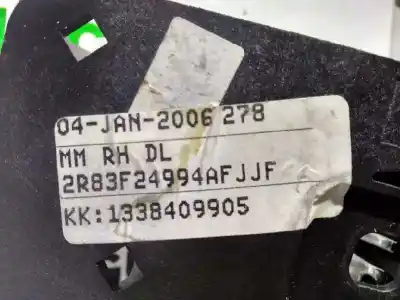 04-JAN-2006 278
MM RH DL
2R83F24994AFJJF
KK:1338409905